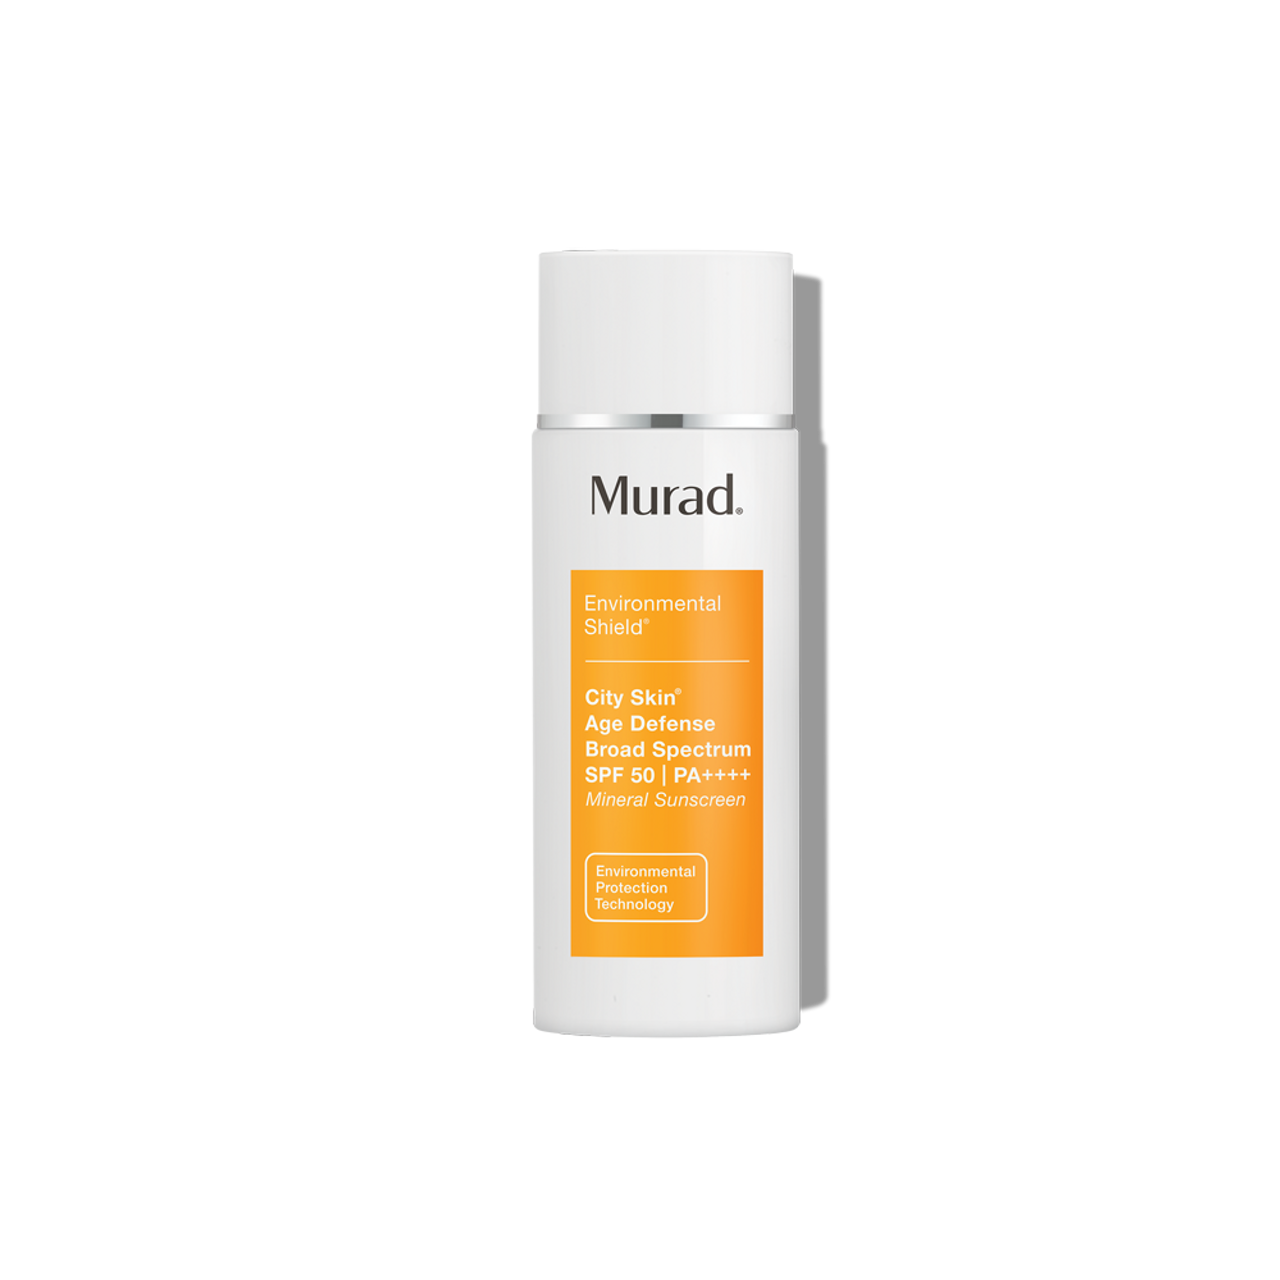 Murad®
Environmental
Shield®
City Skin®
Age Defense
Broad Spectrum
SPF 50 | PA++++
Mineral Sunscreen
Environmental
Protection
Technology